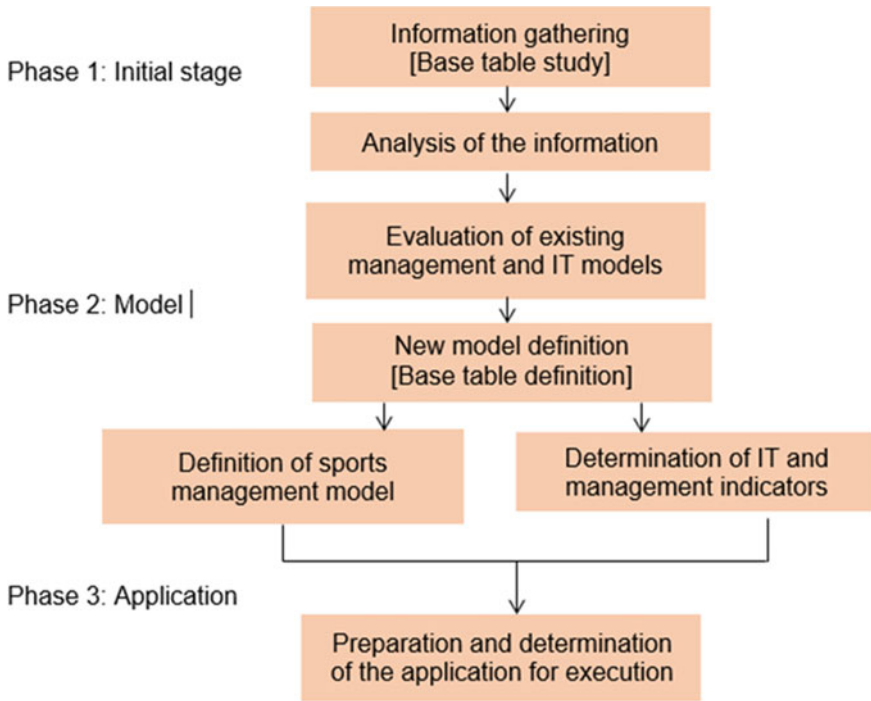 Phase 1: Initial stage
Information gathering
[Base table study]
Analysis of the information
Phase 2: Model |
Evaluation of existing
management and IT models
New model definition
[Base table definition]
Definition of sports
management model
Determination of IT and
management indicators
Phase 3: Application
Preparation and determination
of the application for execution